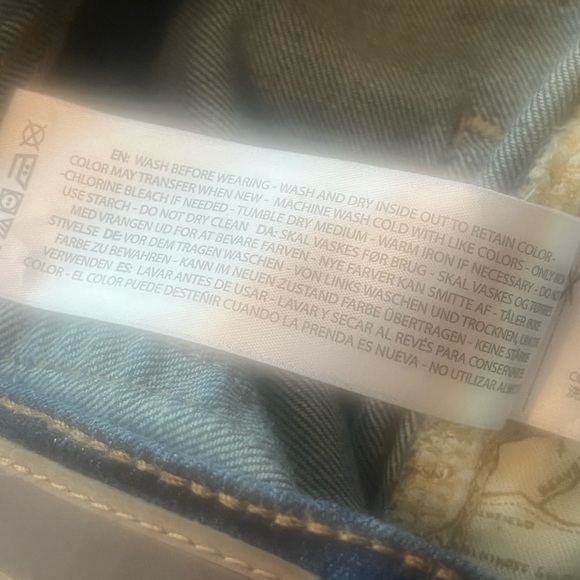 EN: WASH BEFORE WEARING - WASH AND DRY INSIDE OUT TO RETAIN COLOR -
COLOR MAY TRANSFER WHEN NEW - MACHINE WASH COLD WITH LIKE COLORS - ONLY NON
-CHLORINE BLEACH IF NEEDED - TUMBLE DRY MEDIUM - WARM IRON IF NECESSARY - DO NOT
USE STARCH - DO NOT DRY CLEAN DA: SKAL VASKES FØR BRUG - SKAL VASKES OG TØRRES
MED VRANGEN UD FOR AT BEVARE FARVEN - NYE FARVER KAN SMITTE AF - TÅLER IKKE
STIVELSE DE: VOR DEM TRAGEN WASCHEN - VON LINKS WASCHEN UND TROCKNEN, UM DIE
FARBE ZU BEWAHREN - KANN IM NEUEN ZUSTAND FARBE ÜBERTRAGEN - KEINE STÄRKE
VERWENDEN ES: LAVAR ANTES DE USAR - LAVAR Y SECAR AL REVÉS PARA CONSERVAR
COLOR - EL COLOR PUEDE DESTEÑIR CUANDO LA PRENDA ES NUEVA - NO UTILIZAR